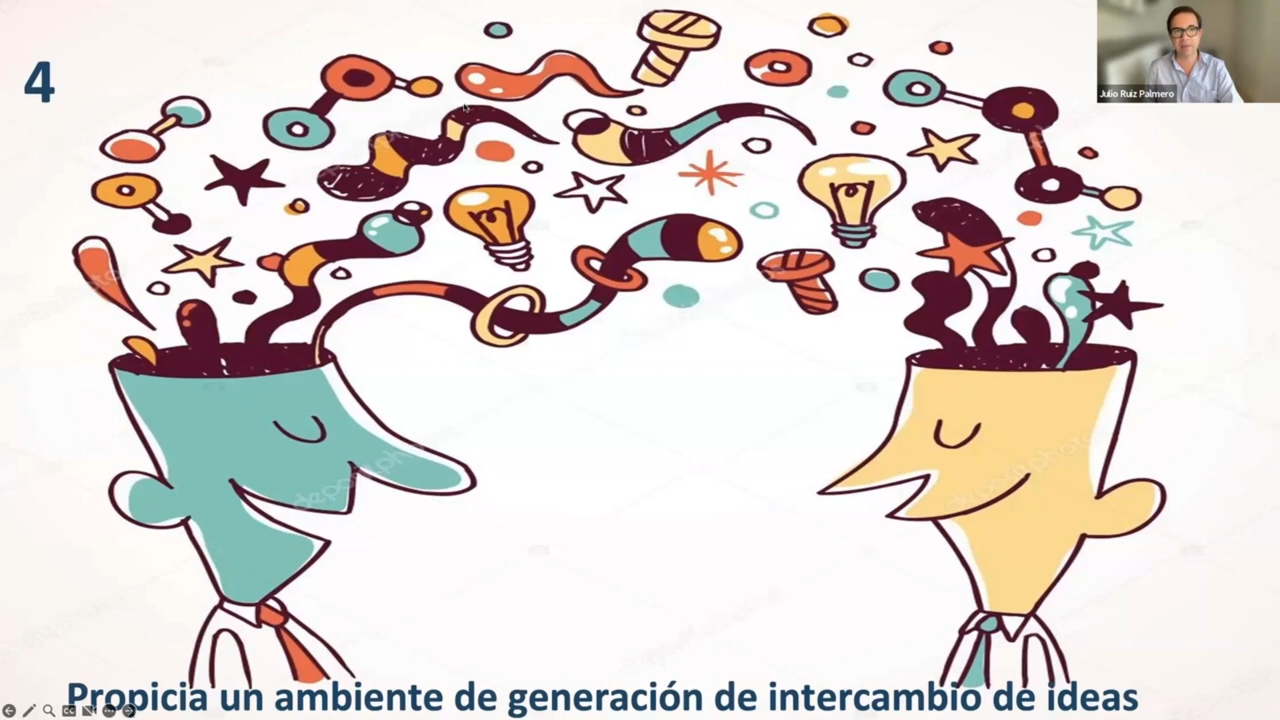 4
Julio Ruiz Palmero
Propicia un ambiente de generación de intercambio de ideas